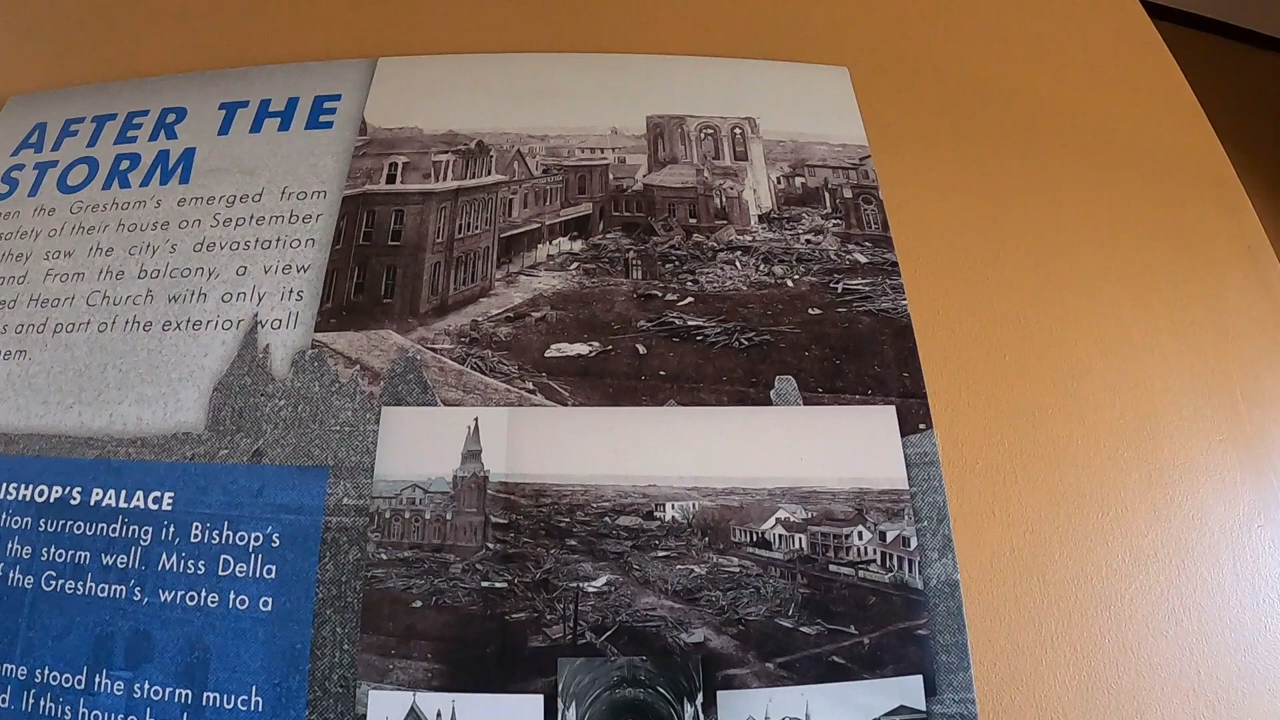 AFTER THE
STORM
en the Gresham's emerged from
safety of their house on September
they saw the city's devastation
and. From the balcony, a view
ed Heart Church with only its
s and part of the exterior wall
em.
ISHOP'S PALACE
tion surrounding it, Bishop's
the storm well. Miss Della
f the Gresham's, wrote to a
me stood the storm much
d. If this house